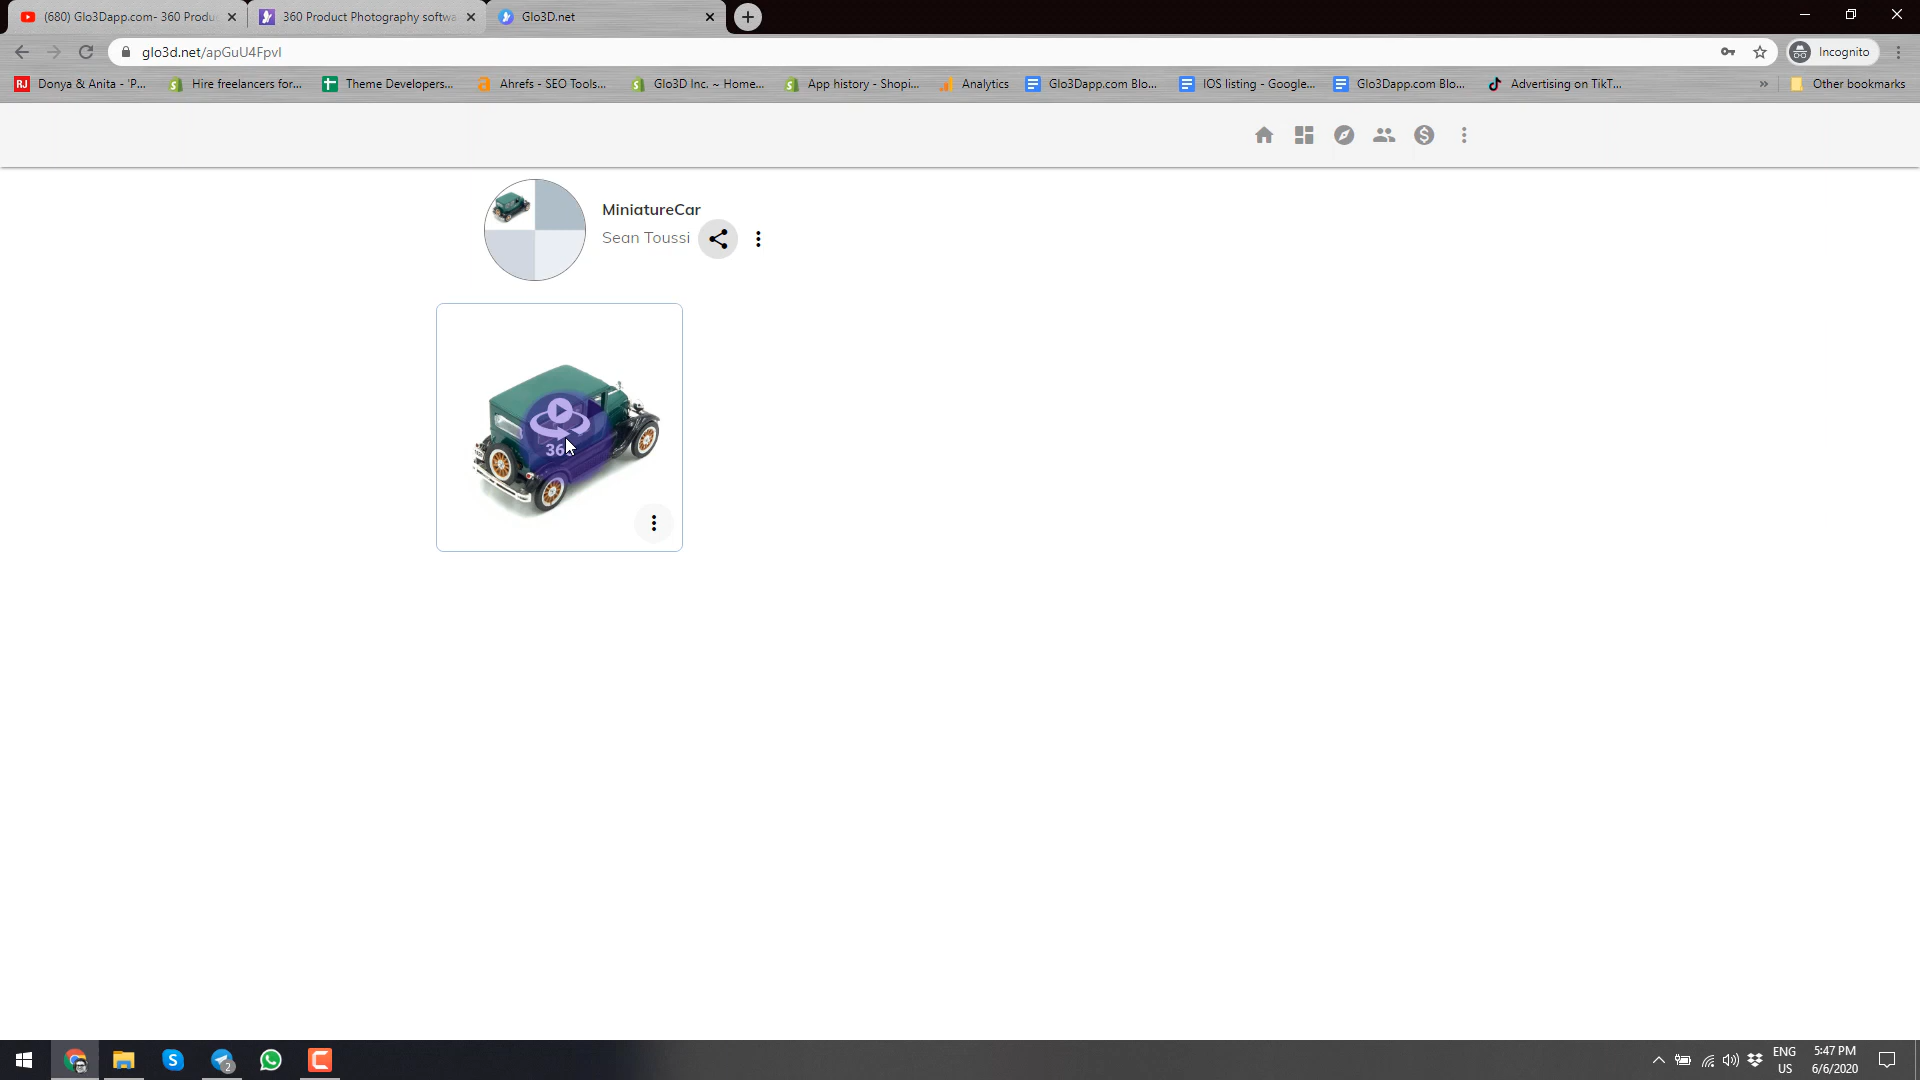 (680) Glo3Dapp.com- 360 Produ
360 Product Photography softwa
Glo3D.net
glo3d.net/apGuU4FpvI
Incognito
Donya & Anita - 'P...
Hire freelancers for...
Theme Developers...
Ahrefs - SEO Tools...
Glo3D Inc. ~ Home...
App history - Shopi...
Analytics
Glo3Dapp.com Blo...
IOS listing - Google...
Glo3Dapp.com Blo...
Advertising on TikT...
»
Other bookmarks
MiniatureCar
Sean Toussi
ENG
US
5:47 PM
6/6/2020